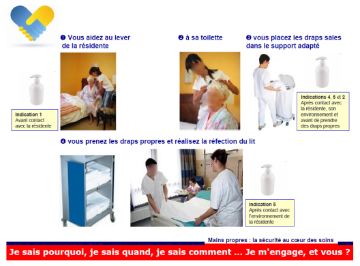 ❶ Vous aidez au lever
de la résidente
❷ à sa toilette
❸ vous placez les draps sales
dans le support adapté
Indication 1
Avant contact
avec la résidente
Indications 4, 5 et 2
Après contact avec
la résidente, son
environnement et
avant de prendre
des draps propres
❹ vous prenez les draps propres et réalisez la réfection du lit
Indication 5
Après contact avec
l'environnement de
la résidente
Mains propres : la sécurité au cœur des soins
Je sais pourquoi, je sais quand, je sais comment ... Je m'engage, et vous ?